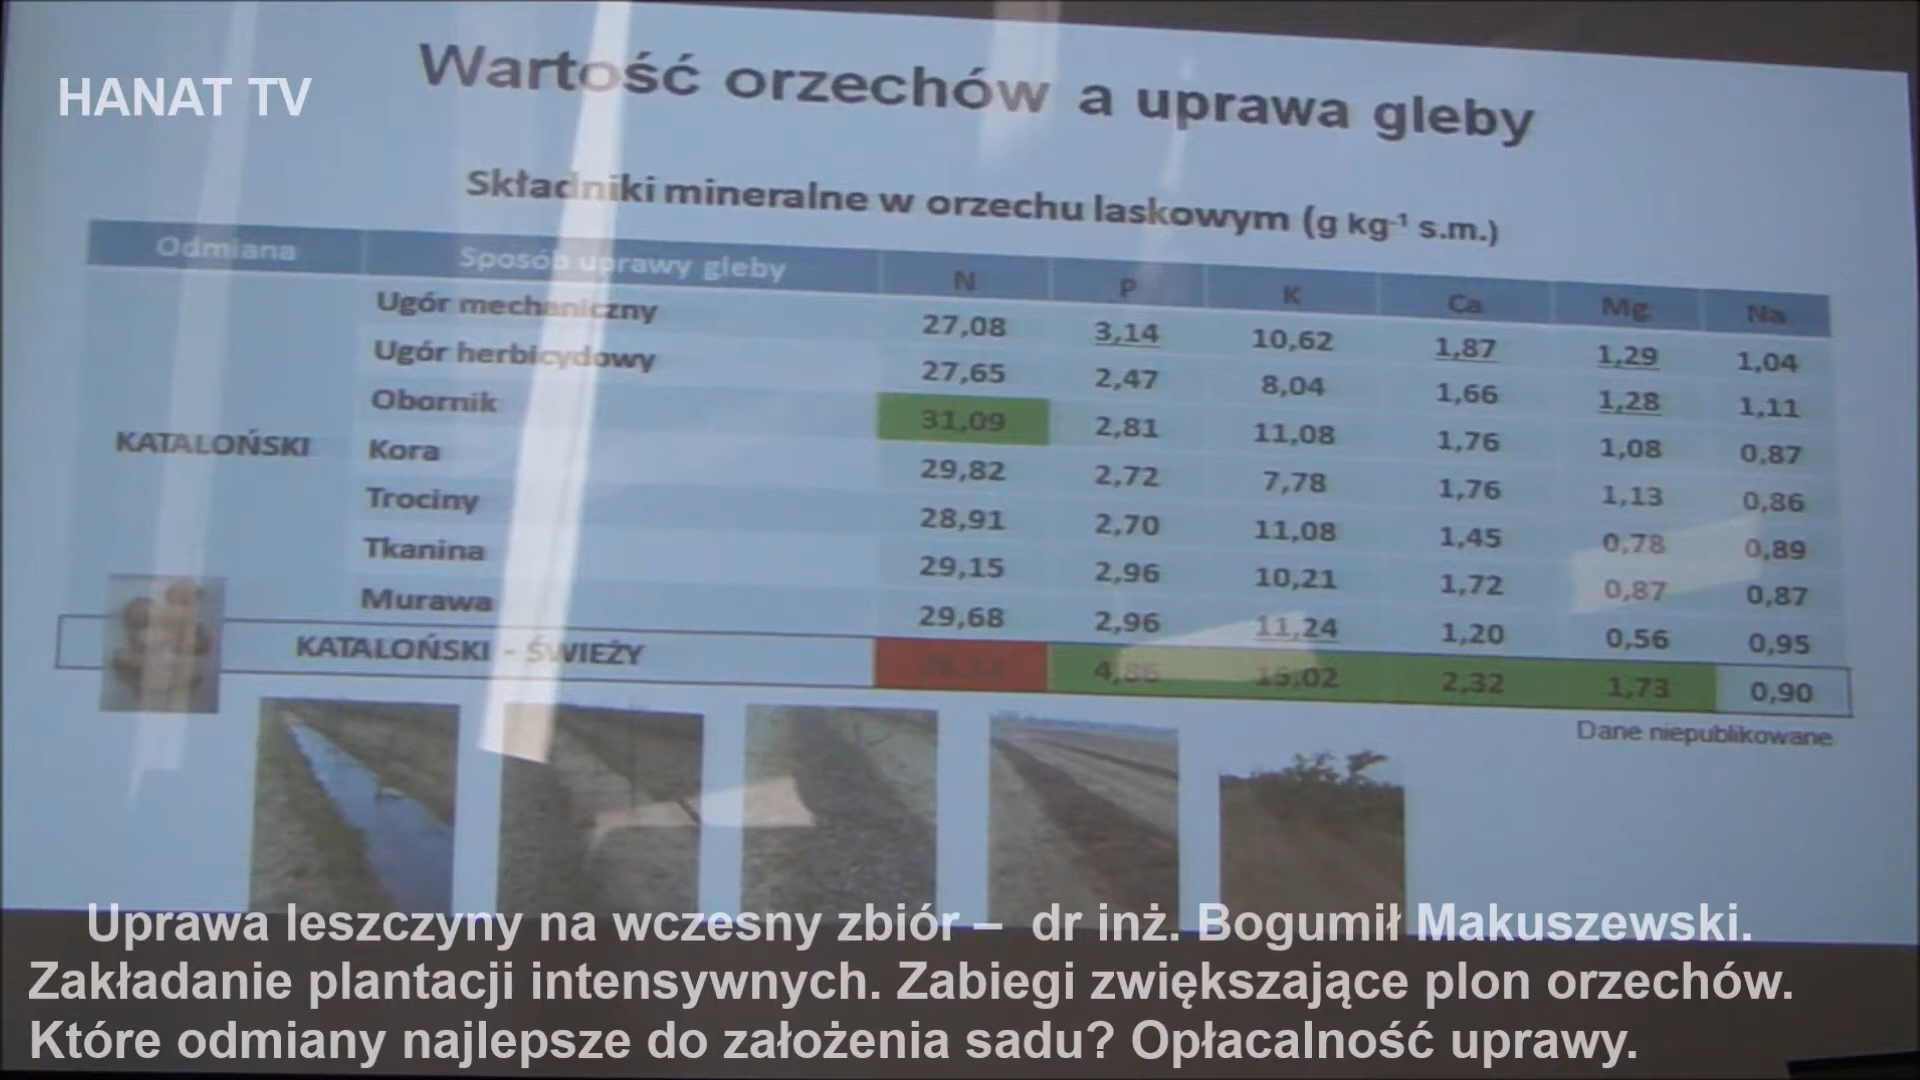 HANAT TV
Wartość orzechów a uprawa gleby
Składniki mineralne w orzechu laskowym (g kg⁻¹ s.m.)
Odmiana Sposób uprawy gleby N P K Ca Mg Na
KATALOŃSKI
Ugór mechaniczny 27,08 3,14 10,62 1,87 1,29 1,04
Ugór herbicydowy 27,65 2,47 8,04 1,66 1,28 1,11
Obornik 31,09 2,81 11,08 1,76 1,08 0,87
Kora 29,82 2,72 7,78 1,76 1,13 0,86
Trociny 28,91 2,70 11,08 1,45 0,78 0,89
Tkanina 29,15 2,96 10,21 1,72 0,87 0,87
Murawa 29,68 2,96 11,24 1,20 0,56 0,95
KATALOŃSKI - ŚWIEŻY 4,86 15,02 2,32 1,73 0,90
Dane niepublikowane
Uprawa leszczyny na wczesny zbiór – dr inż. Bogumił Makuszewski.
Zakładanie plantacji intensywnych. Zabiegi zwiększające plon orzechów.
Które odmiany najlepsze do założenia sadu? Opłacalność uprawy.